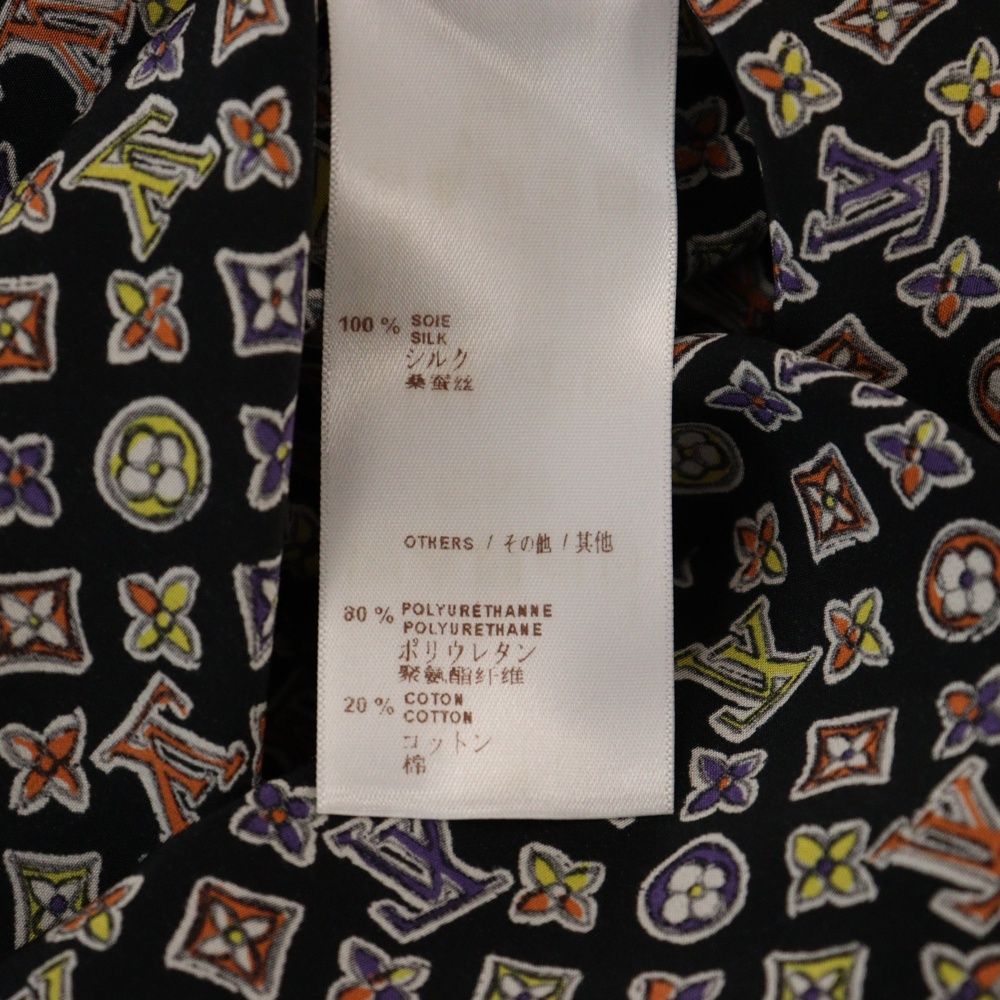 100 % SOIE
SILK
シルク
桑蚕丝
OTHERS / その他 / 其他
80 % POLYURÉTHANNE
POLYURETHANE
ポリウレタン
聚氨酯纤维
20 % COTON
COTTON
コットン
棉